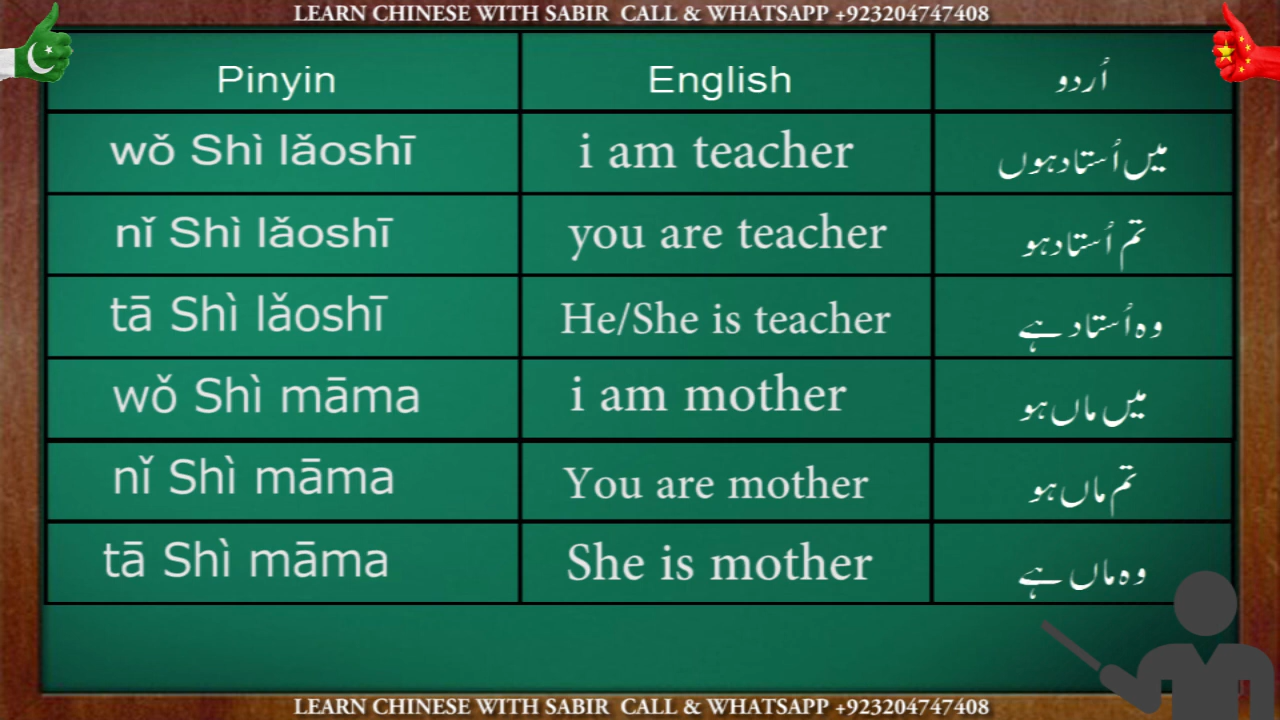 LEARN CHINESE WITH SABIR CALL & WHATSAPP +923204747408
Pinyin English اُردو
wǒ Shì lǎoshī i am teacher میں اُستاد ہوں
nǐ Shì lǎoshī you are teacher تم اُستاد ہو
tā Shì lǎoshī He/She is teacher وہ اُستاد ہے
wǒ Shì māma i am mother میں ماں ہو
nǐ Shì māma You are mother تم ماں ہو
tā Shì māma She is mother وہ ماں ہے
LEARN CHINESE WITH SABIR CALL & WHATSAPP +923204747408